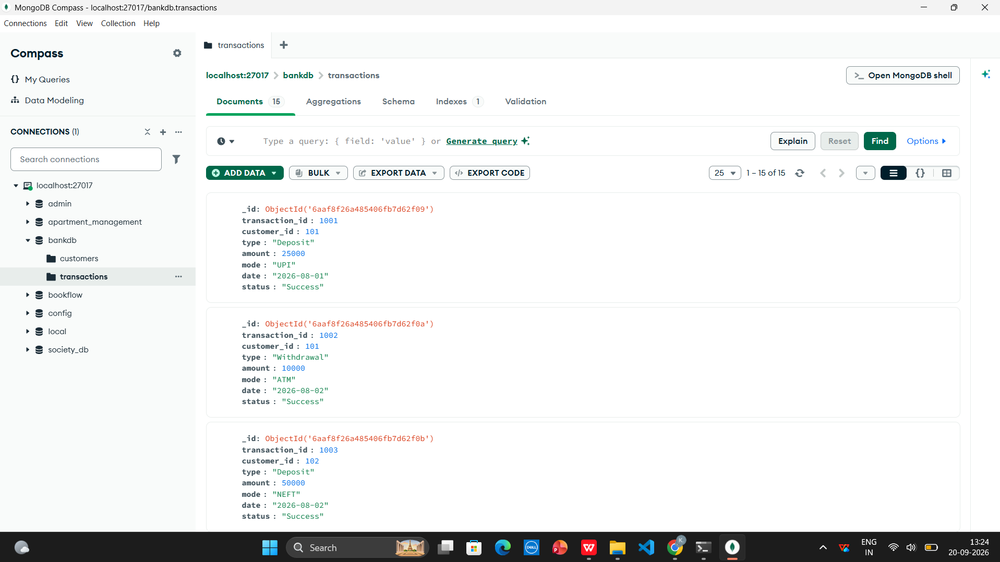 MongoDB Compass - localhost:27017/bankdb.transactions
Connections Edit View Collection Help
Compass
My Queries
Data Modeling
CONNECTIONS (1)
Search connections
localhost:27017
admin
apartment_management
bankdb
customers
transactions
bookflow
config
local
society_db
transactions
localhost:27017 > bankdb > transactions
>_ Open MongoDB shell
Documents 15 Aggregations Schema Indexes 1 Validation
Type a query: { field: 'value' } or Generate query
Explain Reset Find Options
ADD DATA BULK EXPORT DATA </> EXPORT CODE
25 1 – 15 of 15 {}
_id: ObjectId('6aaf8f26a485406fb7d62f09')
transaction_id : 1001
customer_id : 101
type : "Deposit"
amount : 25000
mode : "UPI"
date : "2026-08-01"
status : "Success"
_id: ObjectId('6aaf8f26a485406fb7d62f0a')
transaction_id : 1002
customer_id : 101
type : "Withdrawal"
amount : 10000
mode : "ATM"
date : "2026-08-02"
status : "Success"
_id: ObjectId('6aaf8f26a485406fb7d62f0b')
transaction_id : 1003
customer_id : 102
type : "Deposit"
amount : 50000
mode : "NEFT"
date : "2026-08-02"
status : "Success"
Search
DELL
P
W
K
ENG
IN
13:24
20-09-2026